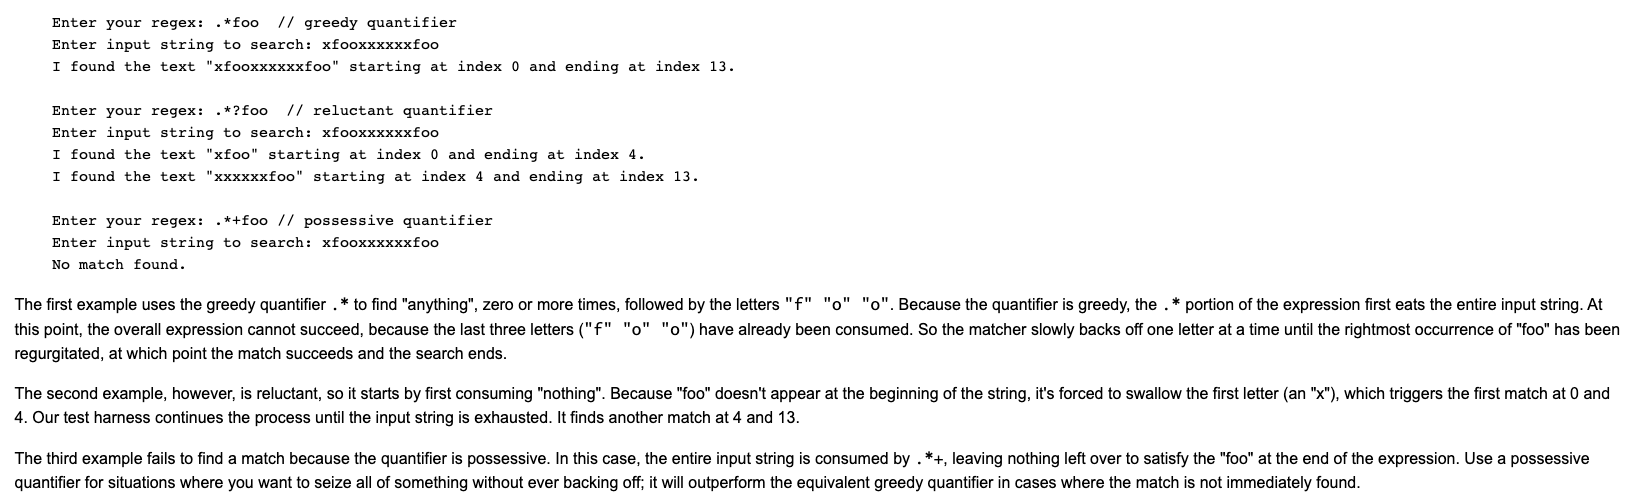 Enter your regex: .*foo  // greedy quantifier
Enter input string to search: xfooxxxxxxfoo
I found the text "xfooxxxxxxfoo" starting at index 0 and ending at index 13.
Enter your regex: .*?foo  // reluctant quantifier
Enter input string to search: xfooxxxxxxfoo
I found the text "xfoo" starting at index 0 and ending at index 4.
I found the text "xxxxxxfoo" starting at index 4 and ending at index 13.
Enter your regex: .*+foo // possessive quantifier
Enter input string to search: xfooxxxxxxfoo
No match found.
The first example uses the greedy quantifier .* to find "anything", zero or more times, followed by the letters "f" "o" "o". Because the quantifier is greedy, the .* portion of the expression first eats the entire input string. At
this point, the overall expression cannot succeed, because the last three letters ("f" "o" "o") have already been consumed. So the matcher slowly backs off one letter at a time until the rightmost occurrence of "foo" has been
regurgitated, at which point the match succeeds and the search ends.
The second example, however, is reluctant, so it starts by first consuming "nothing". Because "foo" doesn't appear at the beginning of the string, it's forced to swallow the first letter (an "x"), which triggers the first match at 0 and
4. Our test harness continues the process until the input string is exhausted. It finds another match at 4 and 13.
The third example fails to find a match because the quantifier is possessive. In this case, the entire input string is consumed by .*+, leaving nothing left over to satisfy the "foo" at the end of the expression. Use a possessive
quantifier for situations where you want to seize all of something without ever backing off; it will outperform the equivalent greedy quantifier in cases where the match is not immediately found.